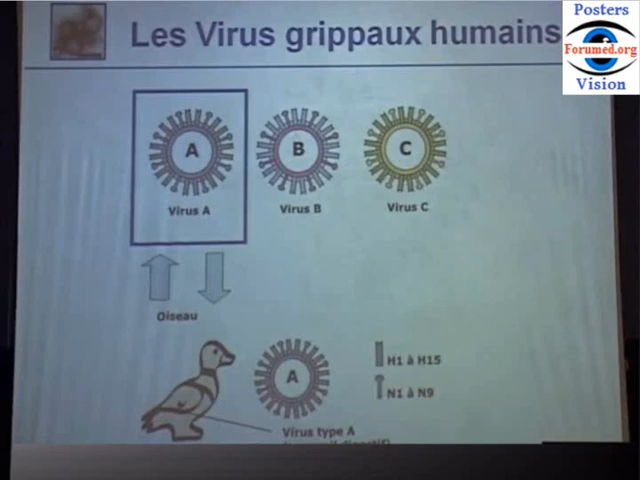 Les Virus grippaux humains
Posters
Forumed.org
Vision
A
B
C
Virus A
Virus B
Virus C
Oiseau
A
H1 à H15
N1 à N9
Virus type A